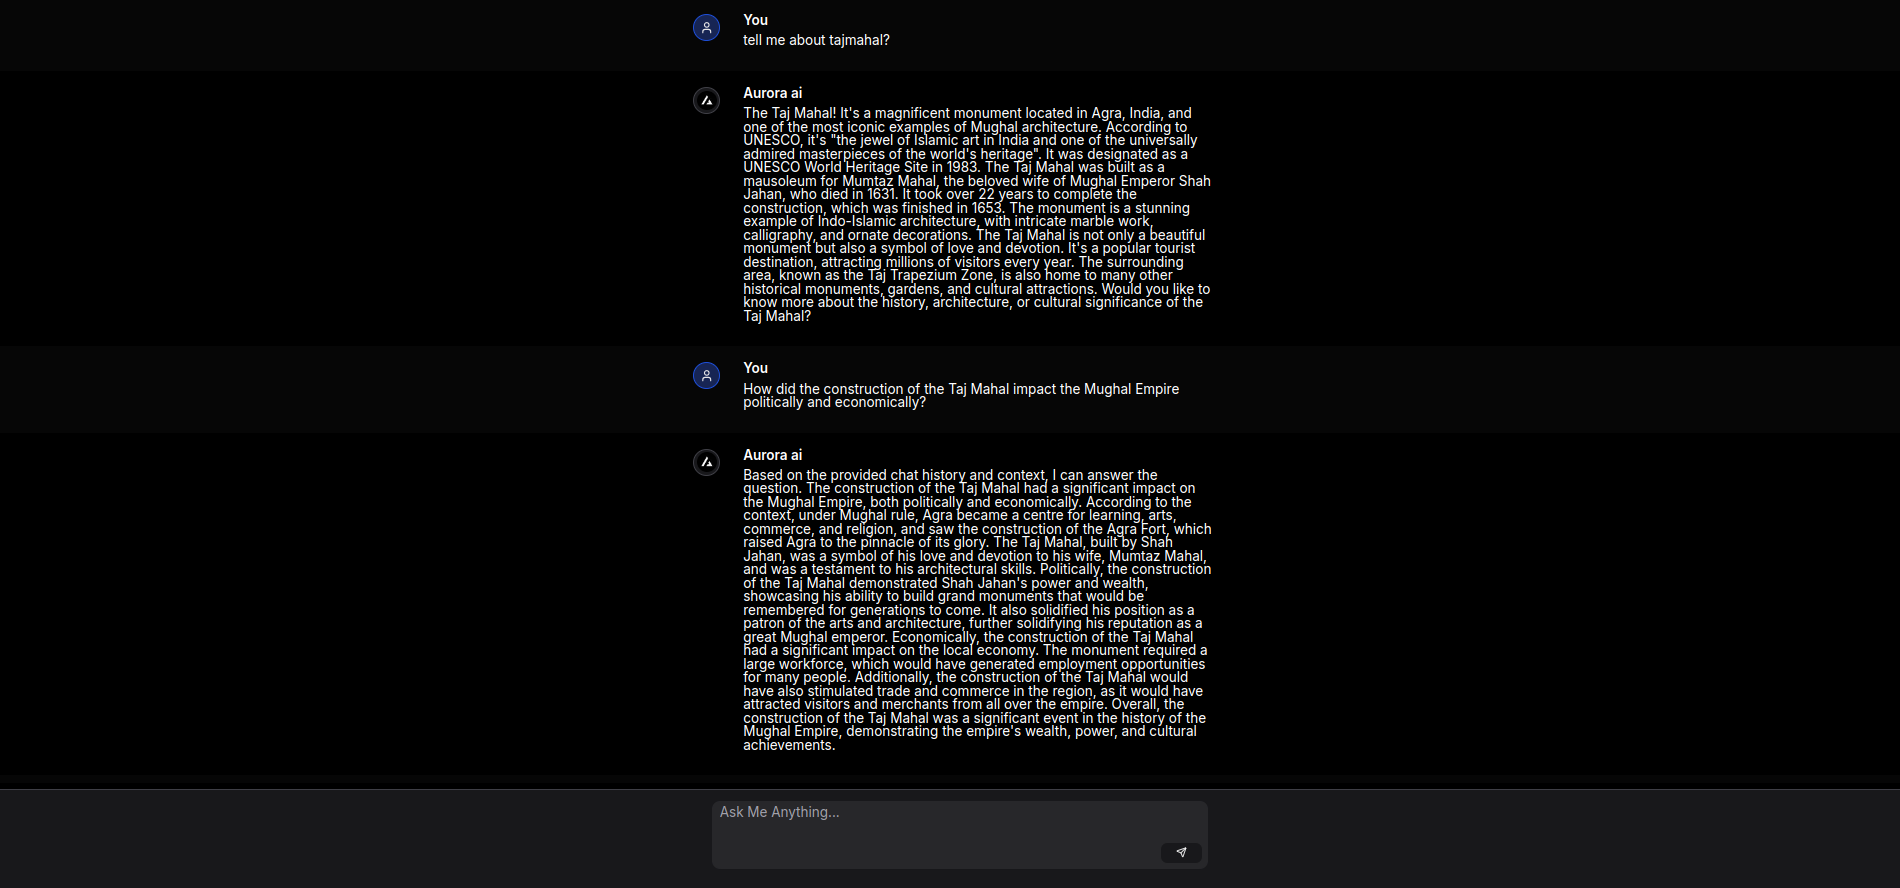 You
tell me about tajmahal?
Aurora ai
The Taj Mahal! It's a magnificent monument located in Agra, India, and
one of the most iconic examples of Mughal architecture. According to
UNESCO, it's "the jewel of Islamic art in India and one of the universally
admired masterpieces of the world's heritage". It was designated as a
UNESCO World Heritage Site in 1983. The Taj Mahal was built as a
mausoleum for Mumtaz Mahal, the beloved wife of Mughal Emperor Shah
Jahan, who died in 1631. It took over 22 years to complete the
construction, which was finished in 1653. The monument is a stunning
example of Indo-Islamic architecture, with intricate marble work,
calligraphy, and ornate decorations. The Taj Mahal is not only a beautiful
monument but also a symbol of love and devotion. It's a popular tourist
destination, attracting millions of visitors every year. The surrounding
area, known as the Taj Trapezium Zone, is also home to many other
historical monuments, gardens, and cultural attractions. Would you like to
know more about the history, architecture, or cultural significance of the
Taj Mahal?
You
How did the construction of the Taj Mahal impact the Mughal Empire
politically and economically?
Aurora ai
Based on the provided chat history and context, I can answer the
question. The construction of the Taj Mahal had a significant impact on
the Mughal Empire, both politically and economically. According to the
context, under Mughal rule, Agra became a centre for learning, arts,
commerce, and religion, and saw the construction of the Agra Fort, which
raised Agra to the pinnacle of its glory. The Taj Mahal, built by Shah
Jahan, was a symbol of his love and devotion to his wife, Mumtaz Mahal,
and was a testament to his architectural skills. Politically, the construction
of the Taj Mahal demonstrated Shah Jahan's power and wealth,
showcasing his ability to build grand monuments that would be
remembered for generations to come. It also solidified his position as a
patron of the arts and architecture, further solidifying his reputation as a
great Mughal emperor. Economically, the construction of the Taj Mahal
had a significant impact on the local economy. The monument required a
large workforce, which would have generated employment opportunities
for many people. Additionally, the construction of the Taj Mahal would
have also stimulated trade and commerce in the region, as it would have
attracted visitors and merchants from all over the empire. Overall, the
construction of the Taj Mahal was a significant event in the history of the
Mughal Empire, demonstrating the empire's wealth, power, and cultural
achievements.
Ask Me Anything...